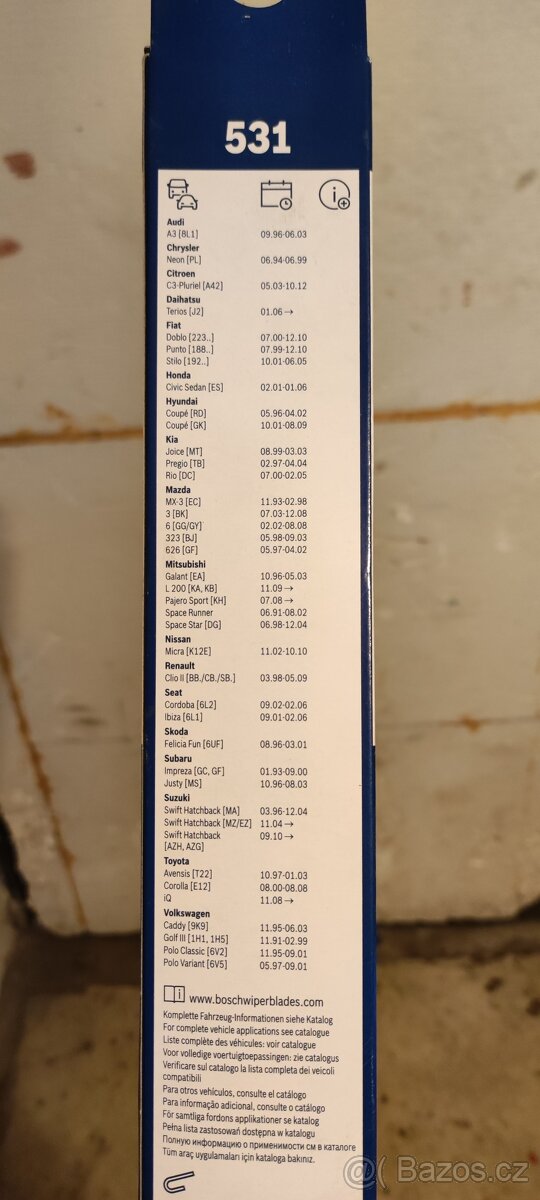 531
Audi
A3 [8L1] 09.96-06.03
Chrysler
Neon [PL] 06.94-06.99
Citroen
C3-Pluriel [A42] 05.03-10.12
Daihatsu
Terios [J2] 01.06→
Fiat
Doblo [223..] 07.00-12.10
Punto [188..] 07.99-12.10
Stilo [192..] 10.01-06.05
Honda
Civic Sedan [ES] 02.01-01.06
Hyundai
Coupé [RD] 05.96-04.02
Coupé [GK] 10.01-08.09
Kia
Joice [MT] 08.99-03.03
Pregio [TB] 02.97-04.04
Rio [DC] 07.00-02.05
Mazda
MX-3 [EC] 11.93-02.98
3 [BK] 07.03-12.08
6 [GG/GY] 02.02-08.08
323 [BJ] 05.98-09.03
626 [GF] 05.97-04.02
Mitsubishi
Galant [EA] 10.96-05.03
L 200 [KA, KB] 11.09→
Pajero Sport [KH] 07.08→
Space Runner 06.91-08.02
Space Star [DG] 06.98-12.04
Nissan
Micra [K12E] 11.02-10.10
Renault
Clio II [BB./CB./SB.] 03.98-05.09
Seat
Cordoba [6L2] 09.02-02.06
Ibiza [6L1] 09.01-02.06
Skoda
Felicia Fun [6UF] 08.96-03.01
Subaru
Impreza [GC, GF] 01.93-09.00
Justy [MS] 10.96-08.03
Suzuki
Swift Hatchback [MA] 03.96-12.04
Swift Hatchback [MZ/EZ] 11.04→
Swift Hatchback 09.10→
[AZH, AZG]
Toyota
Avensis [T22] 10.97-01.03
Corolla [E12] 08.00-08.08
iQ 11.08→
Volkswagen
Caddy [9K9] 11.95-06.03
Golf III [1H1, 1H5] 11.91-02.99
Polo Classic [6V2] 11.95-09.01
Polo Variant [6V5] 05.97-09.01
www.boschwiperblades.com
Komplette Fahrzeug-Informationen siehe Katalog
For complete vehicle applications see catalogue
Liste complète des véhicules: voir catalogue
Voor volledige voertuigtoepassingen: zie catalogus
Verificare sul catalogo la lista completa dei veicoli
compatibili
Para otros vehículos, consulte el catálogo
Para informação adicional, consulte o catálogo
För samtliga fordons applikationer se katalog
Pełna lista zastosowań dostępna w katalogu
Полную информацию о применимости см в каталоге
Tüm araç uygulamaları için kataloga bakınız.
@ Bazos.cz